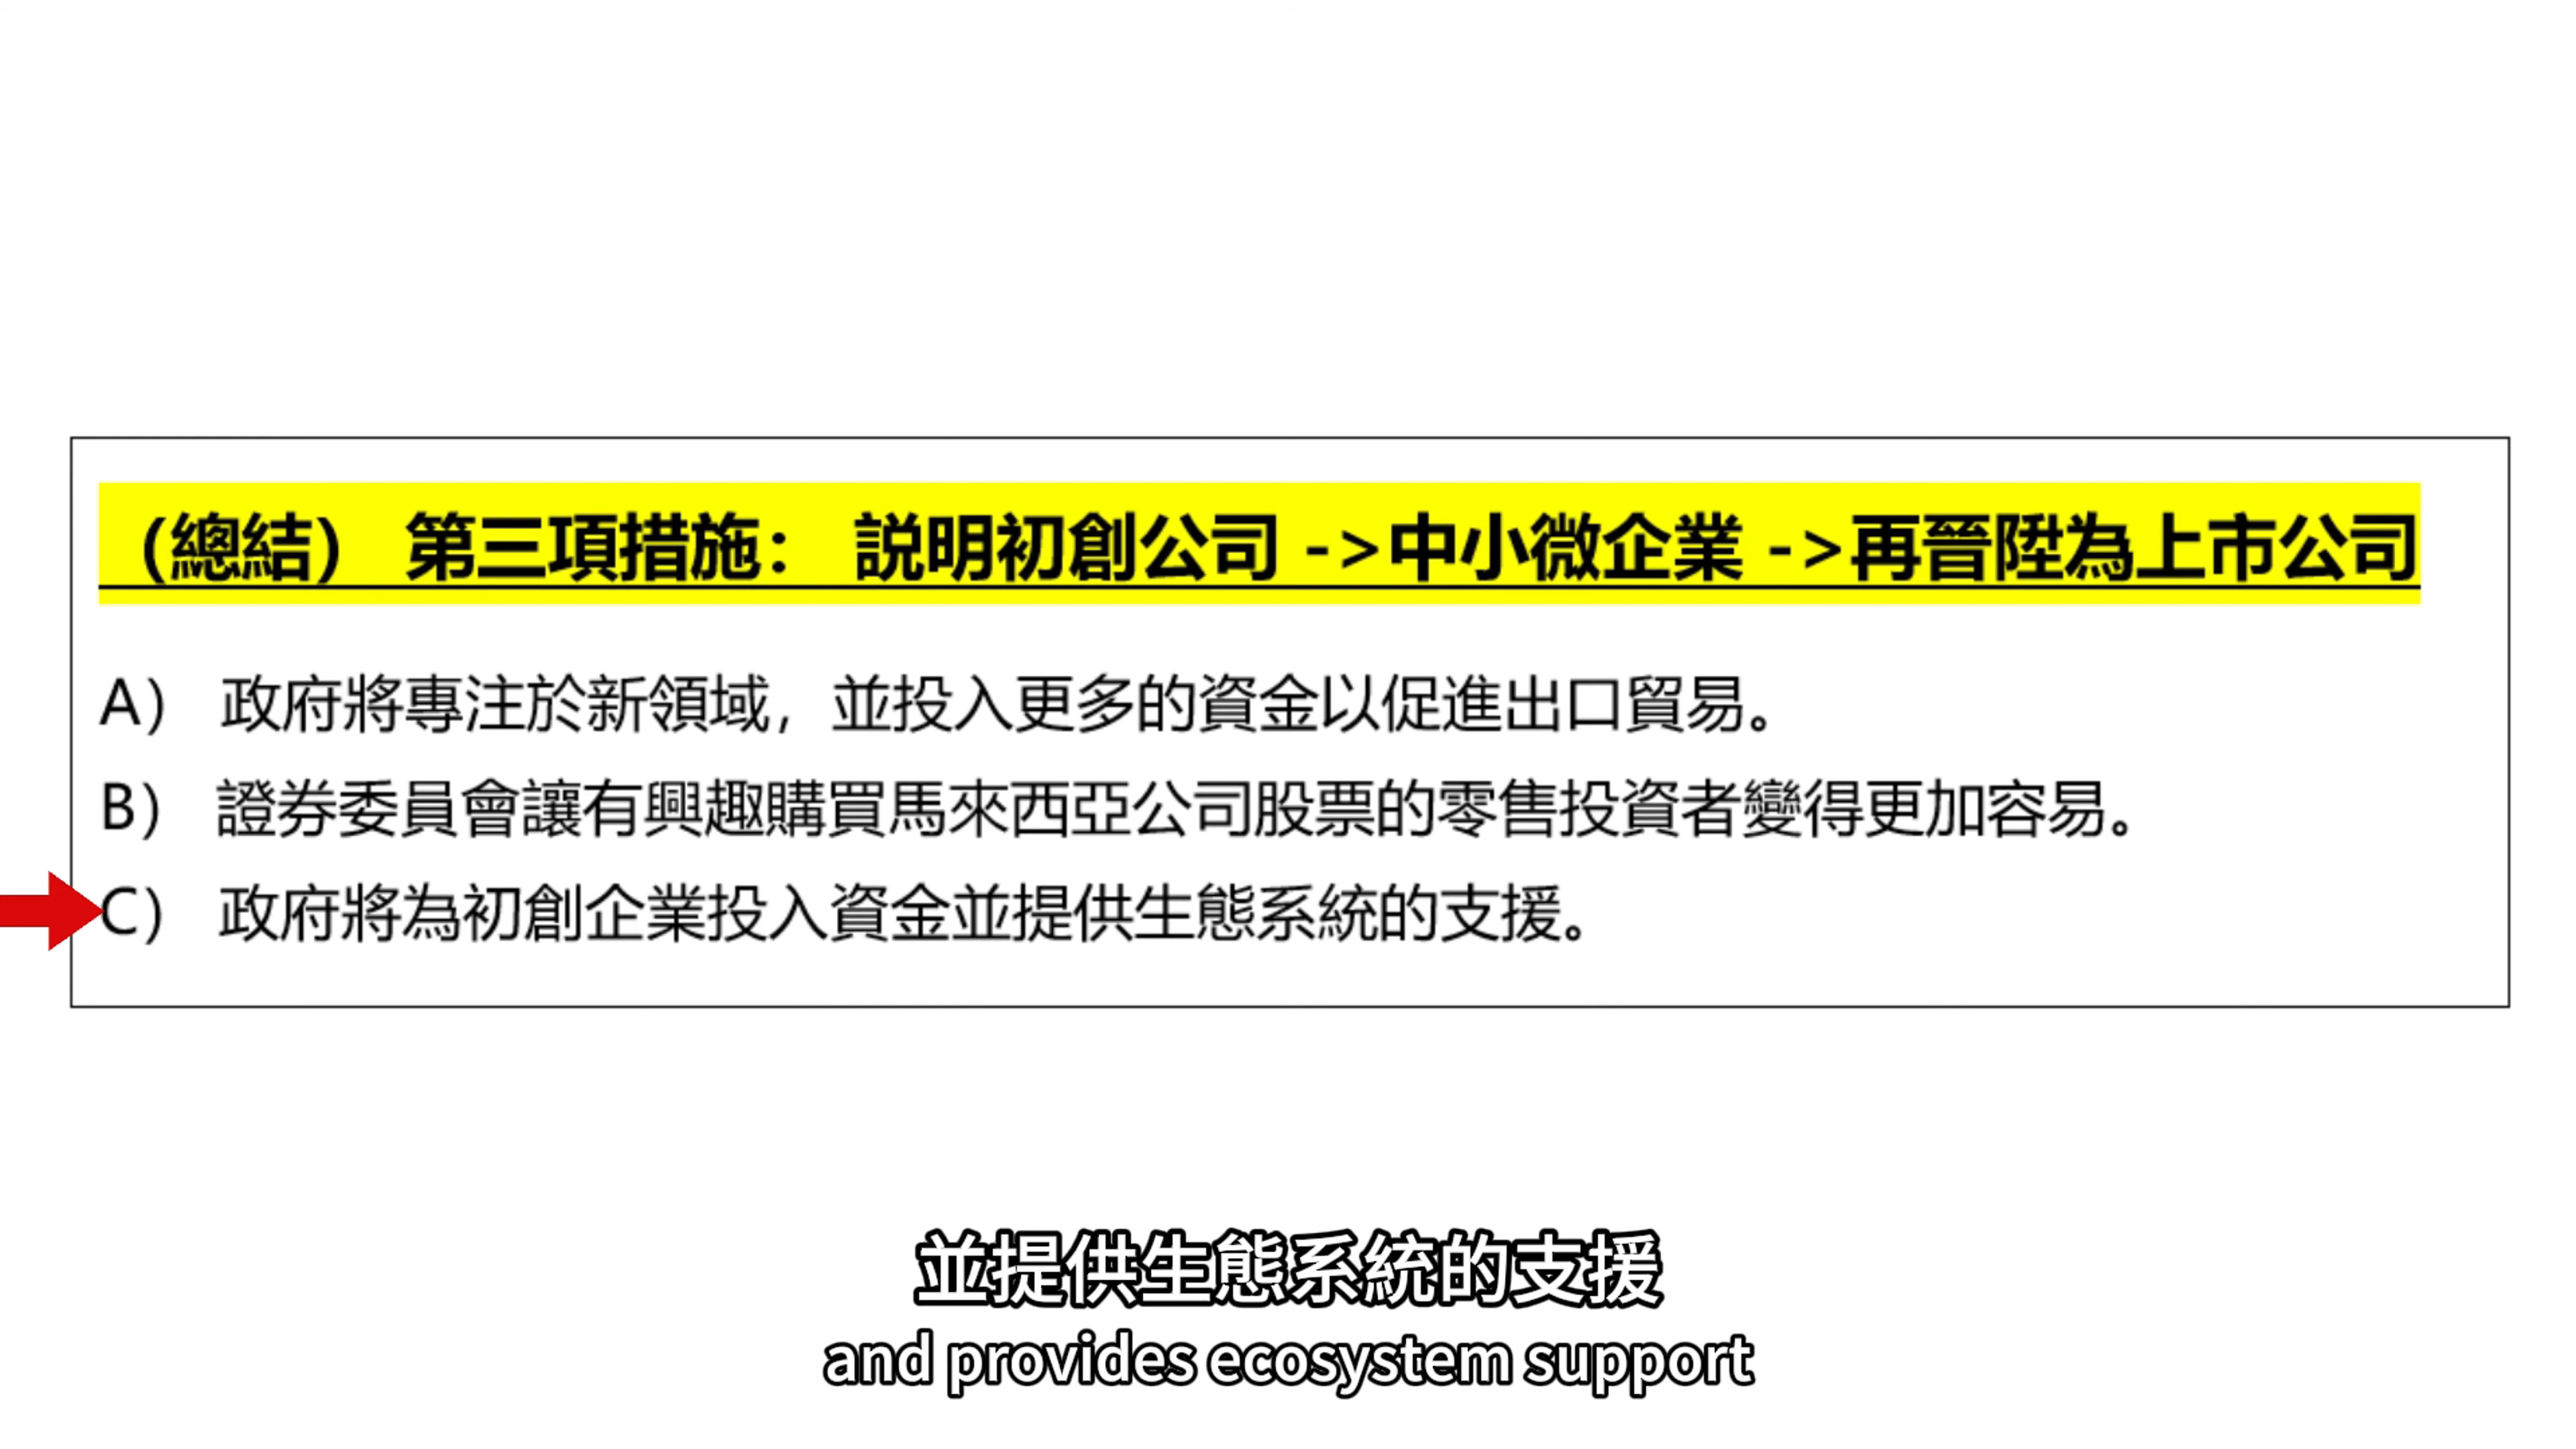 （總結） 第三項措施： 説明初創公司 ->中小微企業 ->再晉陞為上市公司
A） 政府將專注於新領域，並投入更多的資金以促進出口貿易。
B） 證券委員會讓有興趣購買馬來西亞公司股票的零售投資者變得更加容易。
C） 政府將為初創企業投入資金並提供生態系統的支援。
並提供生態系統的支援
and provides ecosystem support